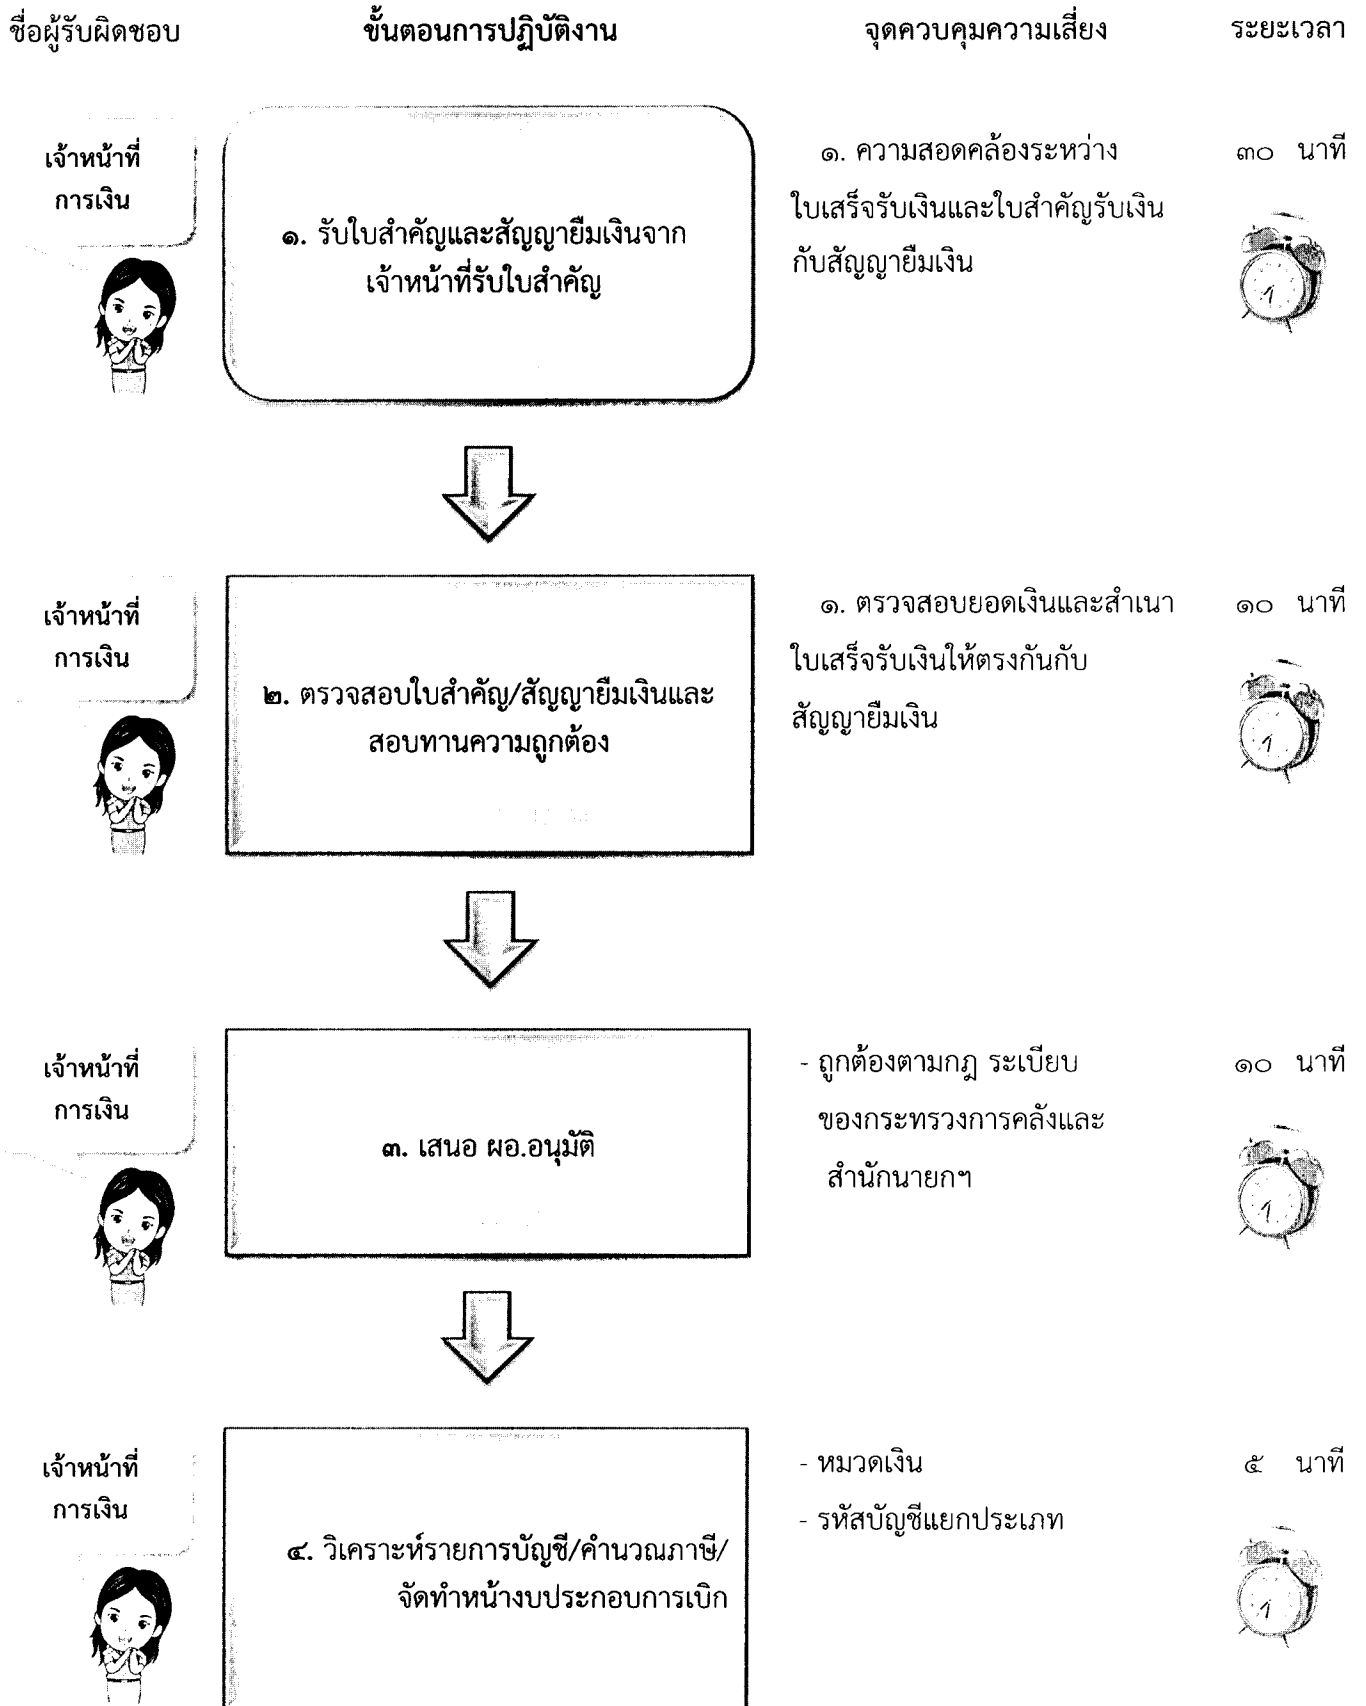 ชื่อผู้รับผิดชอบ ขั้นตอนการปฏิบัติงาน จุดควบคุมความเสี่ยง ระยะเวลา
เจ้าหน้าที่
การเงิน
๑. รับใบสำคัญและสัญญายืมเงินจาก
เจ้าหน้าที่รับใบสำคัญ
๑. ความสอดคล้องระหว่าง
ใบเสร็จรับเงินและใบสำคัญรับเงิน
กับสัญญายืมเงิน
๓๐ นาที
เจ้าหน้าที่
การเงิน
๒. ตรวจสอบใบสำคัญ/สัญญายืมเงินและ
สอบทานความถูกต้อง
๑. ตรวจสอบยอดเงินและสำเนา
ใบเสร็จรับเงินให้ตรงกันกับ
สัญญายืมเงิน
๑๐ นาที
เจ้าหน้าที่
การเงิน
๓. เสนอ ผอ.อนุมัติ
- ถูกต้องตามกฎ ระเบียบ
ของกระทรวงการคลังและ
สำนักนายกฯ
๑๐ นาที
เจ้าหน้าที่
การเงิน
๔. วิเคราะห์รายการบัญชี/คำนวณภาษี/
จัดทำหน้างบประกอบการเบิก
- หมวดเงิน
- รหัสบัญชีแยกประเภท
๕ นาที